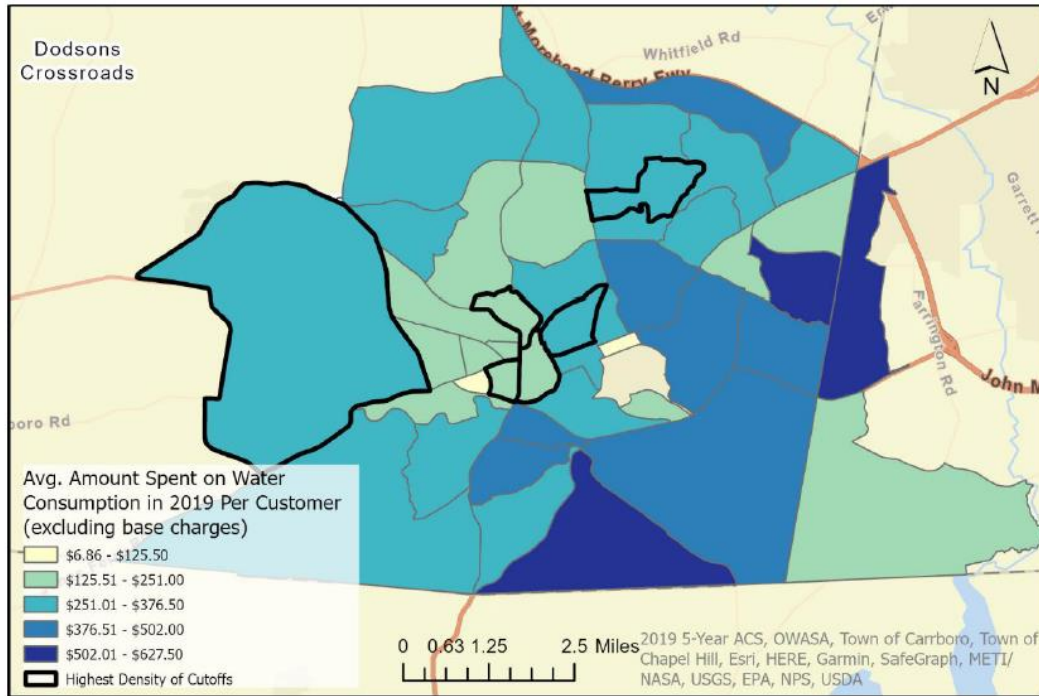 Dodsons
Crossroads
Whitfield Rd
Morehead Berry Fwy
N
Garrett
Farrington Rd
John M
boro Rd
Avg. Amount Spent on Water
Consumption in 2019 Per Customer
(excluding base charges)
$6.86 - $125.50
$125.51 - $251.00
$251.01 - $376.50
$376.51 - $502.00
$502.01 - $627.50
Highest Density of Cutoffs
0 0.63 1.25 2.5 Miles
2019 5-Year ACS, OWASA, Town of Carrboro, Town of
Chapel Hill, Esri, HERE, Garmin, SafeGraph, METI/
NASA, USGS, EPA, NPS, USDA